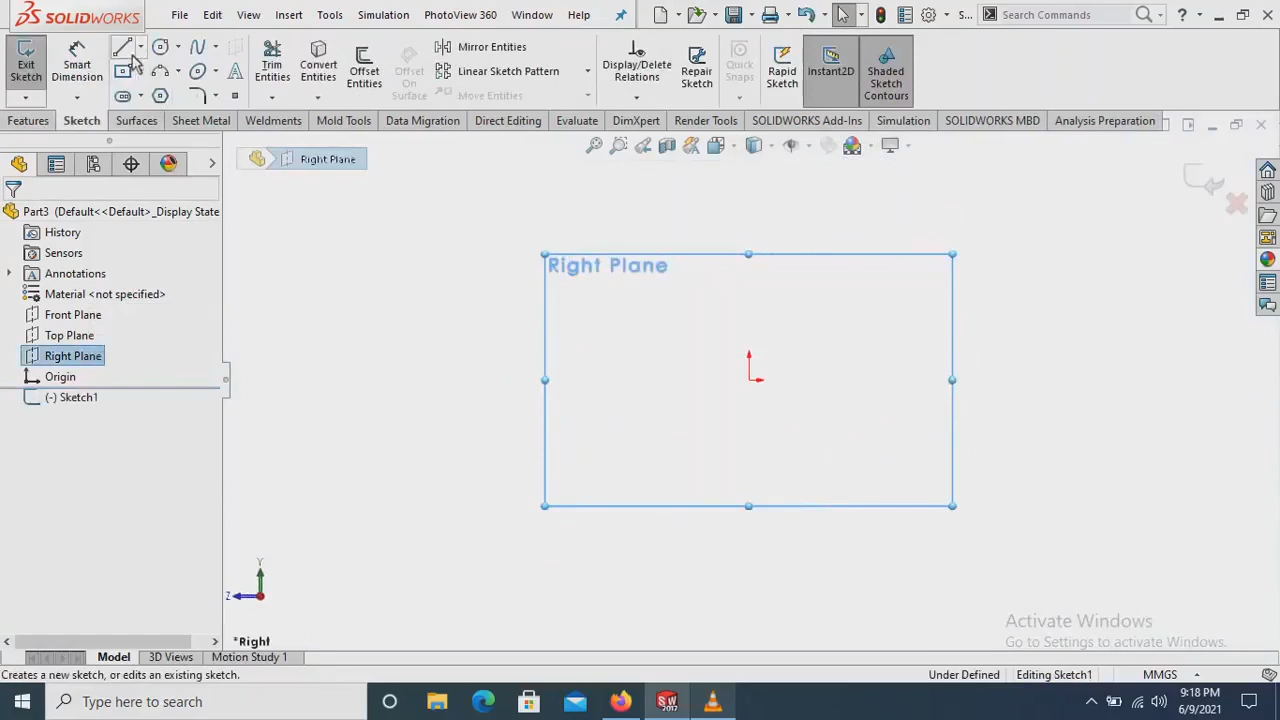 SOLIDWORKS File Edit View Insert Tools Simulation PhotoView 360 Window Help S... Search Commands ?
Exit Sketch Smart Dimension Trim Entities Convert Entities Offset Entities Offset On Surface Mirror Entities Linear Sketch Pattern Move Entities Display/Delete Relations Repair Sketch Quick Snaps Rapid Sketch Instant2D Shaded Sketch Contours
Features Sketch Surfaces Sheet Metal Weldments Mold Tools Data Migration Direct Editing Evaluate DimXpert Render Tools SOLIDWORKS Add-Ins Simulation SOLIDWORKS MBD Analysis Preparation
Right Plane
Part3 (Default<<Default>_Display State
History
Sensors
Annotations
Material <not specified>
Front Plane
Top Plane
Right Plane
Origin
(-) Sketch1
Right Plane
Y
Z
*Right
Activate Windows
Go to Settings to activate Windows.
Model 3D Views Motion Study 1
Creates a new sketch, or edits an existing sketch. Under Defined Editing Sketch1 MMGS
Type here to search
SW 2017
9:18 PM
6/9/2021